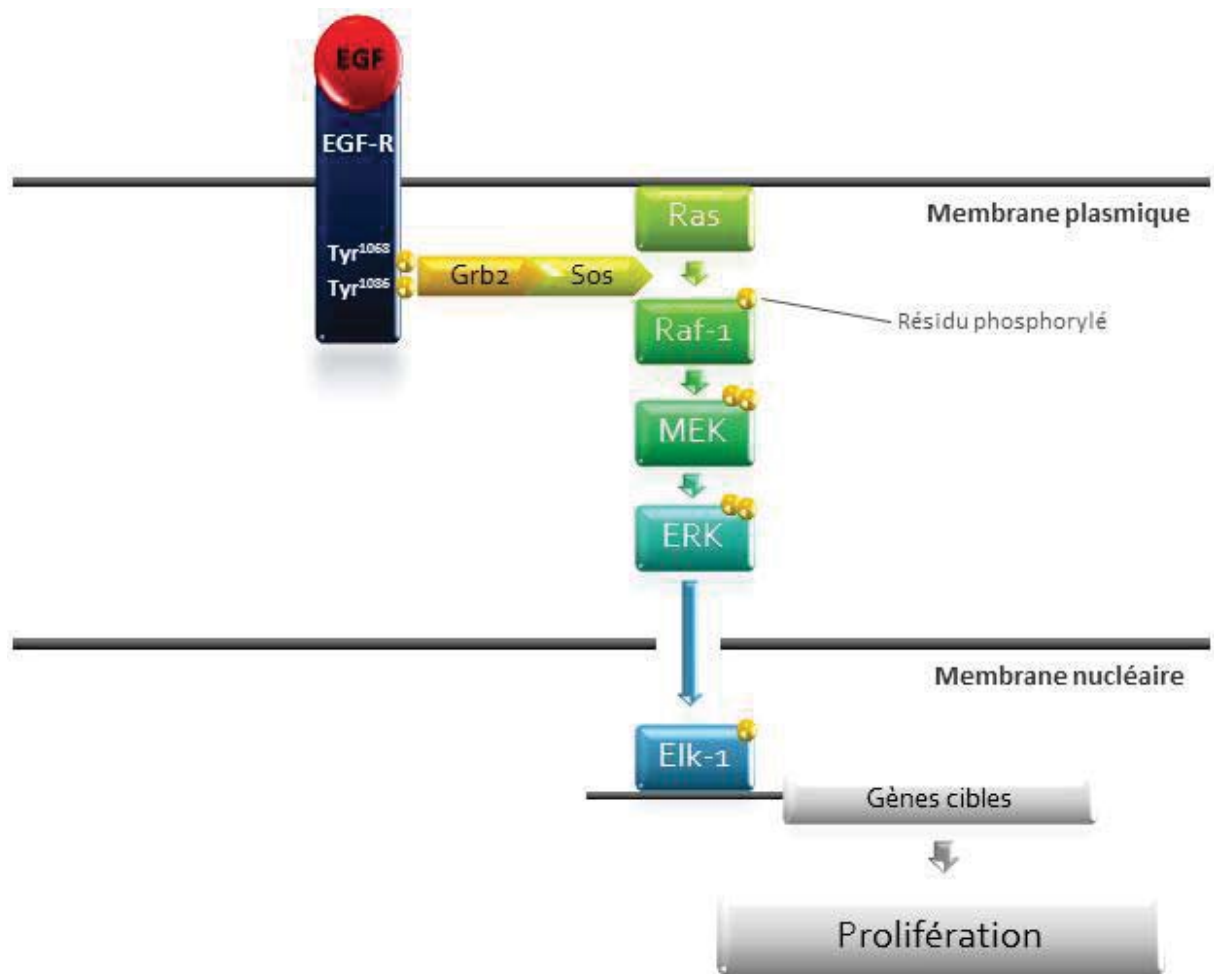 EGF
EGF-R
Membrane plasmique
Ras
Tyr1068
Tyr1086
Grb2
Sos
Raf-1
Résidu phosphorylé
MEK
ERK
Membrane nucléaire
Elk-1
Gènes cibles
Prolifération